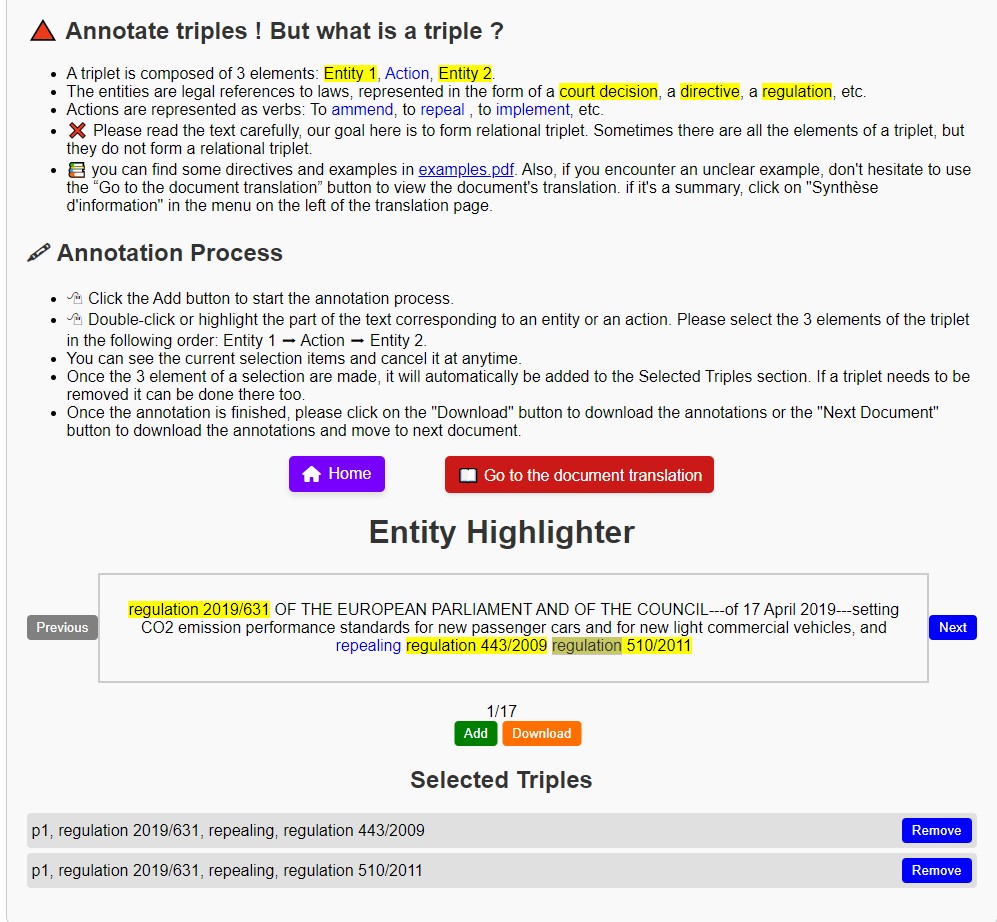 Annotate triples ! But what is a triple ?
A triplet is composed of 3 elements: Entity 1, Action, Entity 2.
The entities are legal references to laws, represented in the form of a court decision, a directive, a regulation, etc.
Actions are represented as verbs: To ammend, to repeal , to implement, etc.
Please read the text carefully, our goal here is to form relational triplet. Sometimes there are all the elements of a triplet, but
they do not form a relational triplet.
you can find some directives and examples in examples.pdf. Also, if you encounter an unclear example, don't hesitate to use
the “Go to the document translation” button to view the document's translation. if it's a summary, click on "Synthèse
d'information" in the menu on the left of the translation page.
Annotation Process
Click the Add button to start the annotation process.
Double-click or highlight the part of the text corresponding to an entity or an action. Please select the 3 elements of the triplet
in the following order: Entity 1 ➞ Action ➞ Entity 2.
You can see the current selection items and cancel it at anytime.
Once the 3 element of a selection are made, it will automatically be added to the Selected Triples section. If a triplet needs to be
removed it can be done there too.
Once the annotation is finished, please click on the "Download" button to download the annotations or the "Next Document"
button to download the annotations and move to next document.
Home
Go to the document translation
Entity Highlighter
Previous
regulation 2019/631 OF THE EUROPEAN PARLIAMENT AND OF THE COUNCIL---of 17 April 2019---setting
CO2 emission performance standards for new passenger cars and for new light commercial vehicles, and
repealing regulation 443/2009 regulation 510/2011
Next
1/17
Add
Download
Selected Triples
p1, regulation 2019/631, repealing, regulation 443/2009
Remove
p1, regulation 2019/631, repealing, regulation 510/2011
Remove